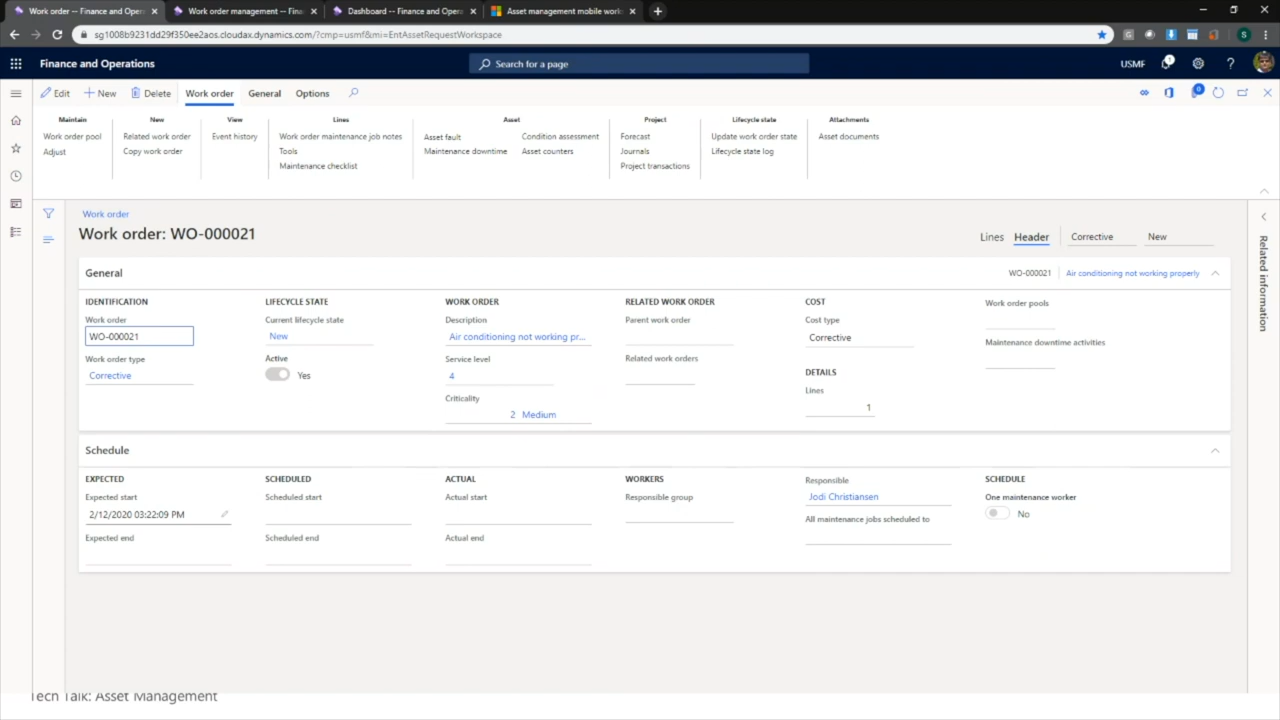 Work order -- Finance and Opera
Work order management -- Fina
Dashboard -- Finance and Opera
Asset management mobile work
sg1008b9231dd29f350ee2aos.cloudax.dynamics.com/?cmp=usmf&mi=EntAssetRequestWorkspace
Finance and Operations
Search for a page
USMF
Edit
New
Delete
Work order
General
Options
Maintain
New
View
Lines
Asset
Project
Lifecycle state
Attachments
Work order pool
Related work order
Event history
Work order maintenance job notes
Asset fault
Condition assessment
Forecast
Update work order state
Asset documents
Adjust
Copy work order
Tools
Maintenance downtime
Asset counters
Journals
Lifecycle state log
Maintenance checklist
Project transactions
Work order
Work order: WO-000021
Lines
Header
Corrective
New
Related information
General
WO-000021
Air conditioning not working properly
IDENTIFICATION
Work order
WO-000021
Work order type
Corrective
LIFECYCLE STATE
Current lifecycle state
New
Active
Yes
WORK ORDER
Description
Air conditioning not working pr...
Service level
4
Criticality
2 Medium
RELATED WORK ORDER
Parent work order
Related work orders
COST
Cost type
Corrective
DETAILS
Lines
1
Work order pools
Maintenance downtime activities
Schedule
EXPECTED
Expected start
2/12/2020 03:22:09 PM
Expected end
SCHEDULED
Scheduled start
Scheduled end
ACTUAL
Actual start
Actual end
WORKERS
Responsible group
Responsible
Jodi Christiansen
All maintenance jobs scheduled to
SCHEDULE
One maintenance worker
No
Tech Talk: Asset Management